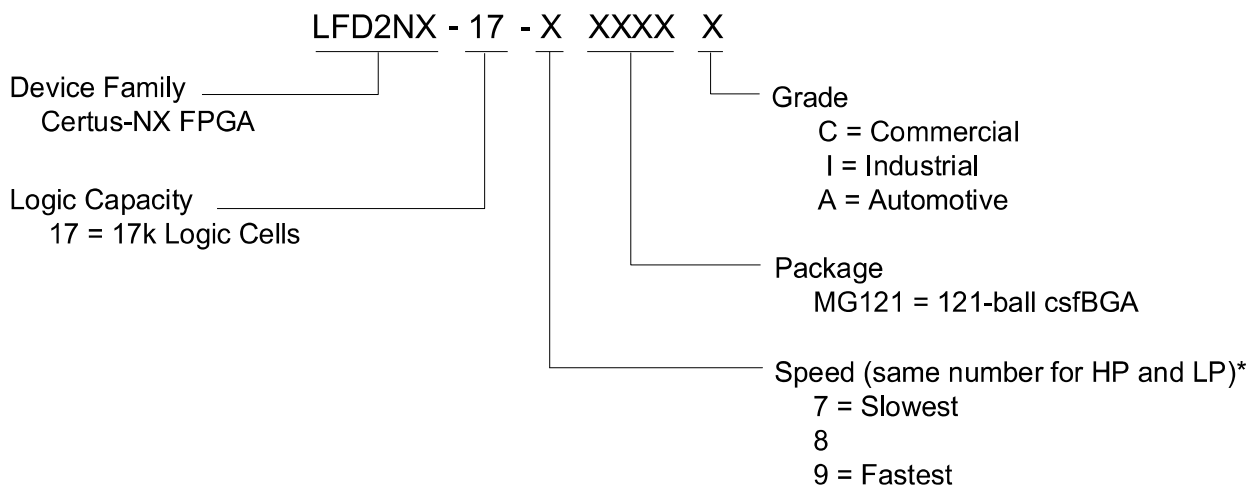 LFD2NX - 17 - X XXXX X
Device Family
Certus-NX FPGA
Logic Capacity
17 = 17k Logic Cells
Grade
C = Commercial
I = Industrial
A = Automotive
Package
MG121 = 121-ball csfBGA
Speed (same number for HP and LP)*
7 = Slowest
8
9 = Fastest